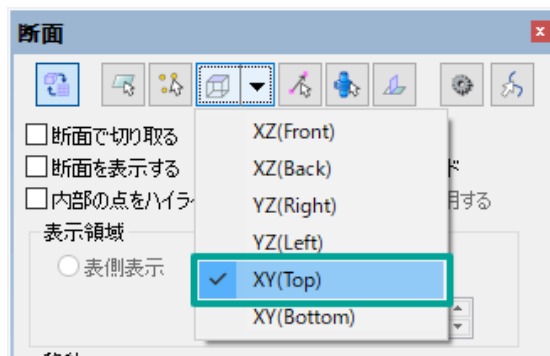 断面
x
断面で切り取る
XZ(Front)
断面を表示する
XZ(Back)
ド
内部の点をハイラ
YZ(Right)
用する
表示領域
YZ(Left)
表側表示
XY(Top)
XY(Bottom)